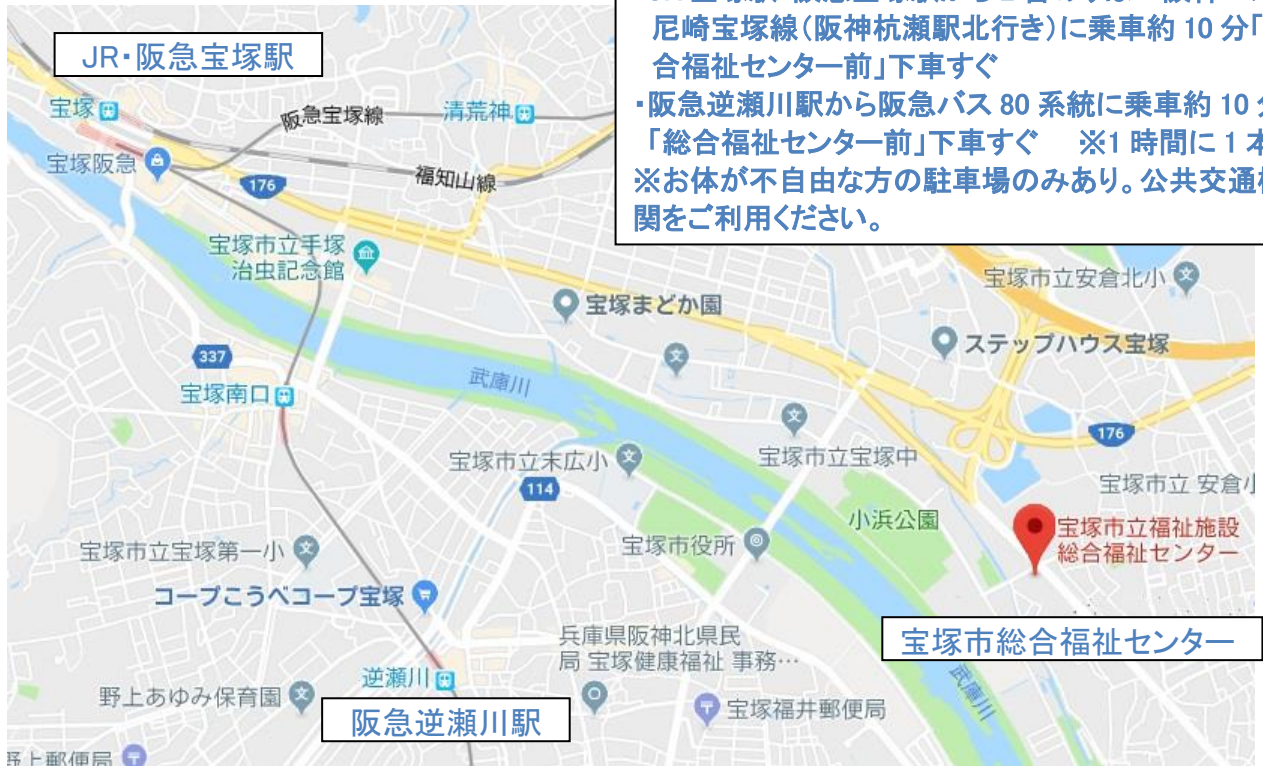 尼崎宝塚線(阪神杭瀬駅北行き)に乗車約 10 分「
合福祉センター前」下車すぐ
・阪急逆瀬川駅から阪急バス 80 系統に乗車約 10
「総合福祉センター前」下車すぐ ※1 時間に 1 本
※お体が不自由な方の駐車場のみあり。公共交通
関をご利用ください。
JR・阪急宝塚駅
宝塚
阪急宝塚線
清荒神
宝塚阪急
176
福知山線
宝塚市立手塚
治虫記念館
宝塚市立安倉北小
宝塚まどか園
ステップハウス宝塚
337
武庫川
宝塚南口
176
宝塚市立末広小
宝塚市立宝塚中
114
宝塚市立 安倉小
小浜公園
宝塚市立福祉施設
総合福祉センター
宝塚市立宝塚第一小
宝塚市役所
コープこうべコープ宝塚
兵庫県阪神北県民
局 宝塚健康福祉 事務…
宝塚市総合福祉センター
逆瀬川
武庫川
野上あゆみ保育園
阪急逆瀬川駅
宝塚福井郵便局
野上郵便局